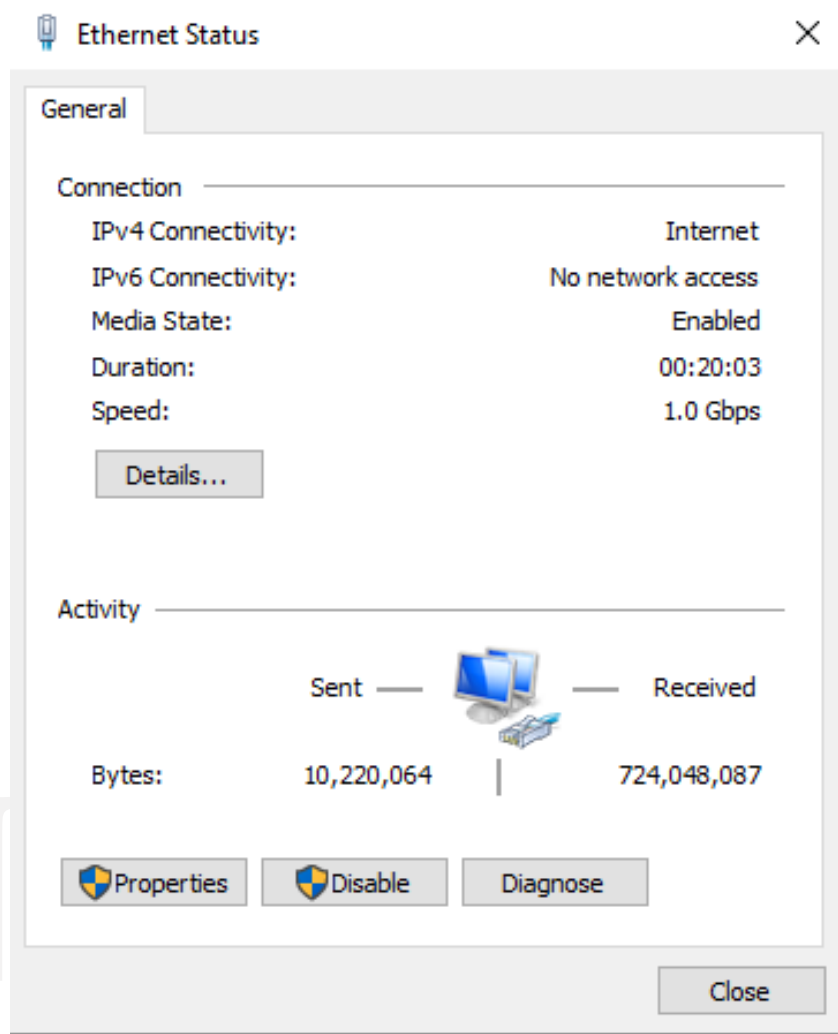 Ethernet Status
General
Connection
IPv4 Connectivity: Internet
IPv6 Connectivity: No network access
Media State: Enabled
Duration: 00:20:03
Speed: 1.0 Gbps
Details...
Activity
Sent Received
Bytes: 10,220,064 724,048,087
Properties Disable Diagnose
Close